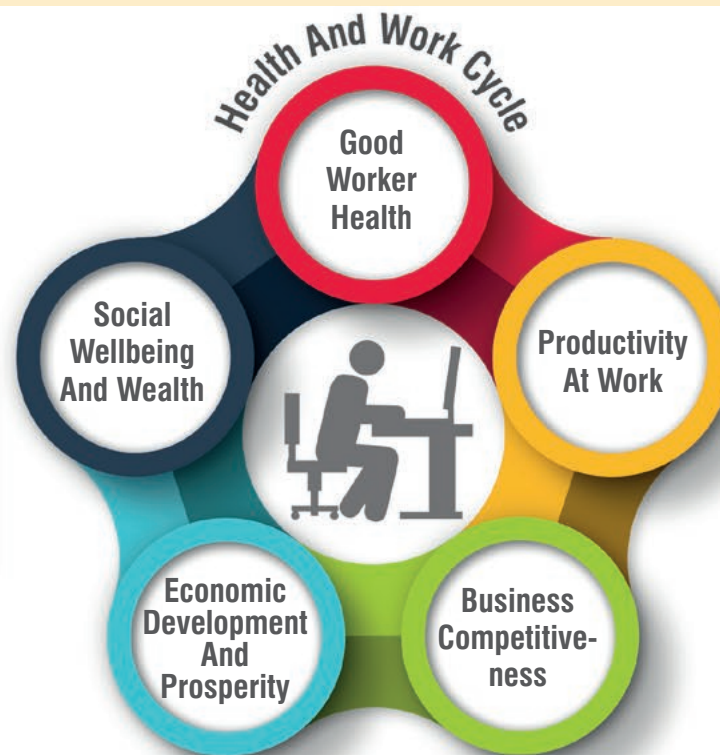 Health And Work Cycle
Good
Worker
Health
Productivity
At Work
Business
Competitive-
ness
Economic
Development
And
Prosperity
Social
Wellbeing
And Wealth